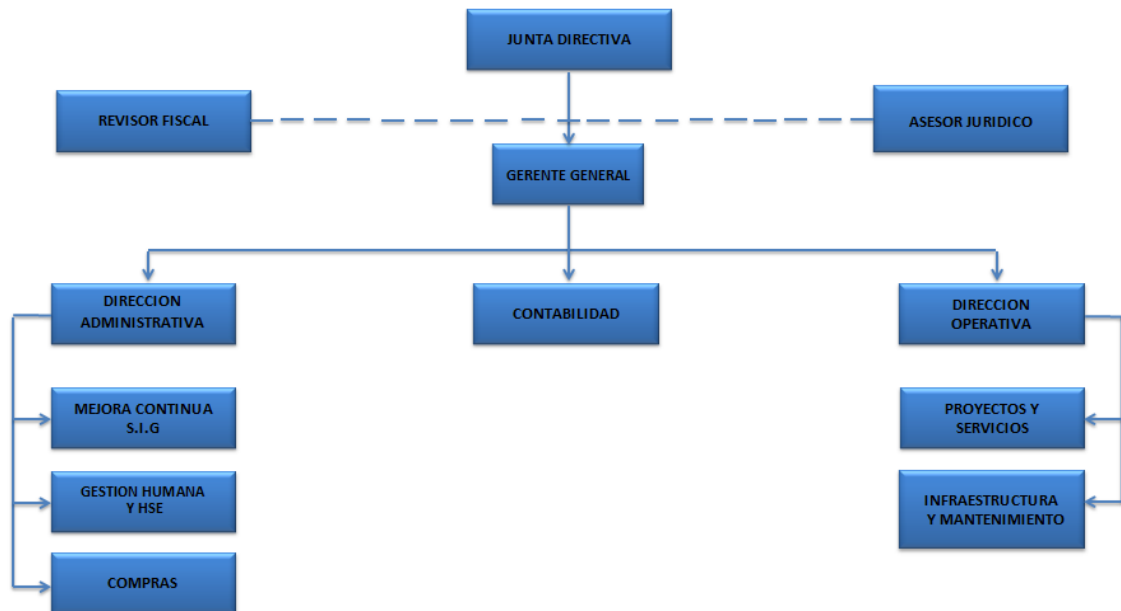 JUNTA DIRECTIVA
REVISOR FISCAL
ASESOR JURIDICO
GERENTE GENERAL
DIRECCION
ADMINISTRATIVA
CONTABILIDAD
DIRECCION
OPERATIVA
MEJORA CONTINUA
S.I.G
PROYECTOS Y
SERVICIOS
GESTION HUMANA
Y HSE
INFRAESTRUCTURA
Y MANTENIMIENTO
COMPRAS